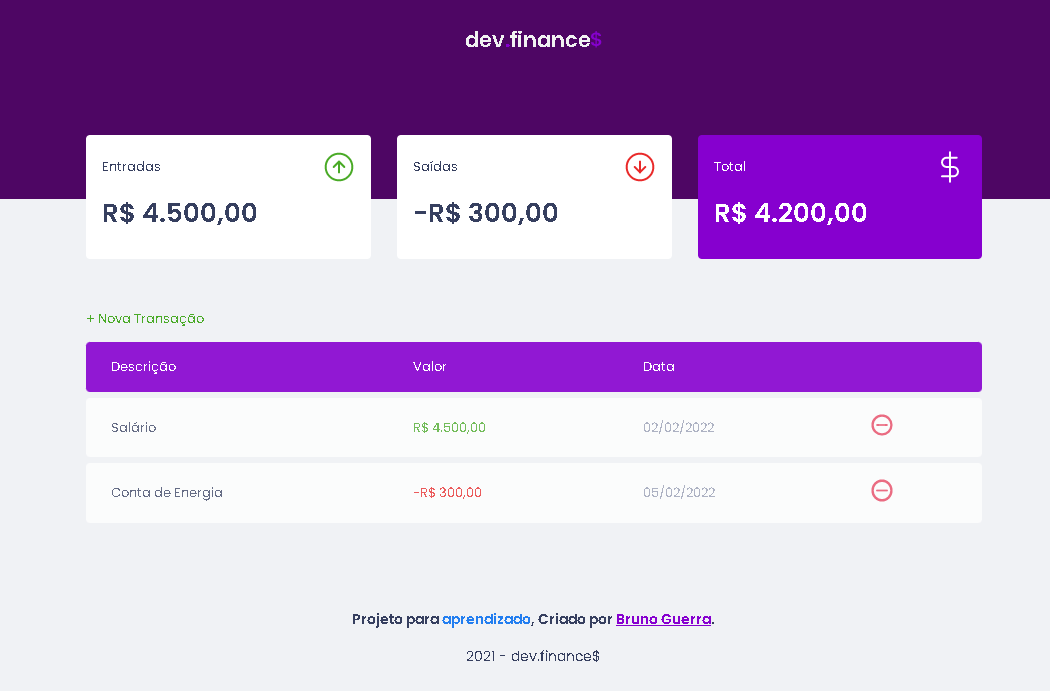 dev.finance$
Entradas
R$ 4.500,00
Saídas
-R$ 300,00
Total
$
R$ 4.200,00
+ Nova Transação
Descrição Valor Data
Salário R$ 4.500,00 02/02/2022
Conta de Energia -R$ 300,00 05/02/2022
Projeto para aprendizado, Criado por Bruno Guerra.
2021 - dev.finance$